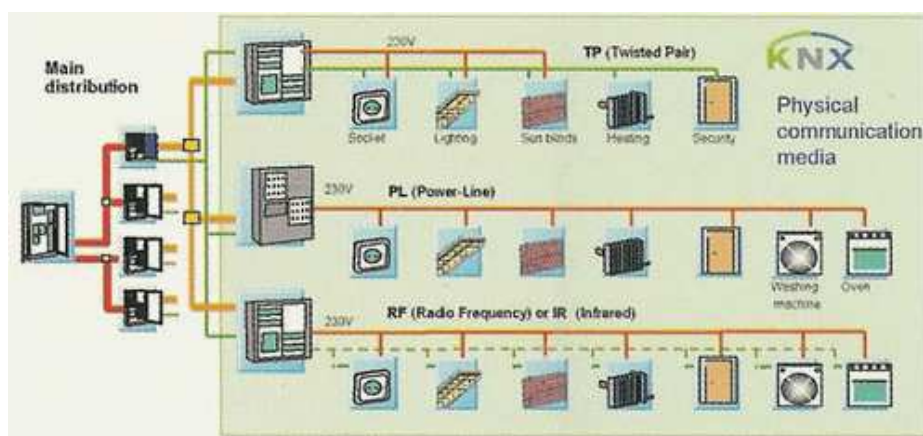 Main
distribution
230V
TP (Twisted Pair)
KNX
Physical
communication
media
Socket
Lighting
Sun blinds
Heating
Security
230V
PL (Power-Line)
Washing
machine
Oven
RF (Radio Frequency) or IR (Infrared)
230V